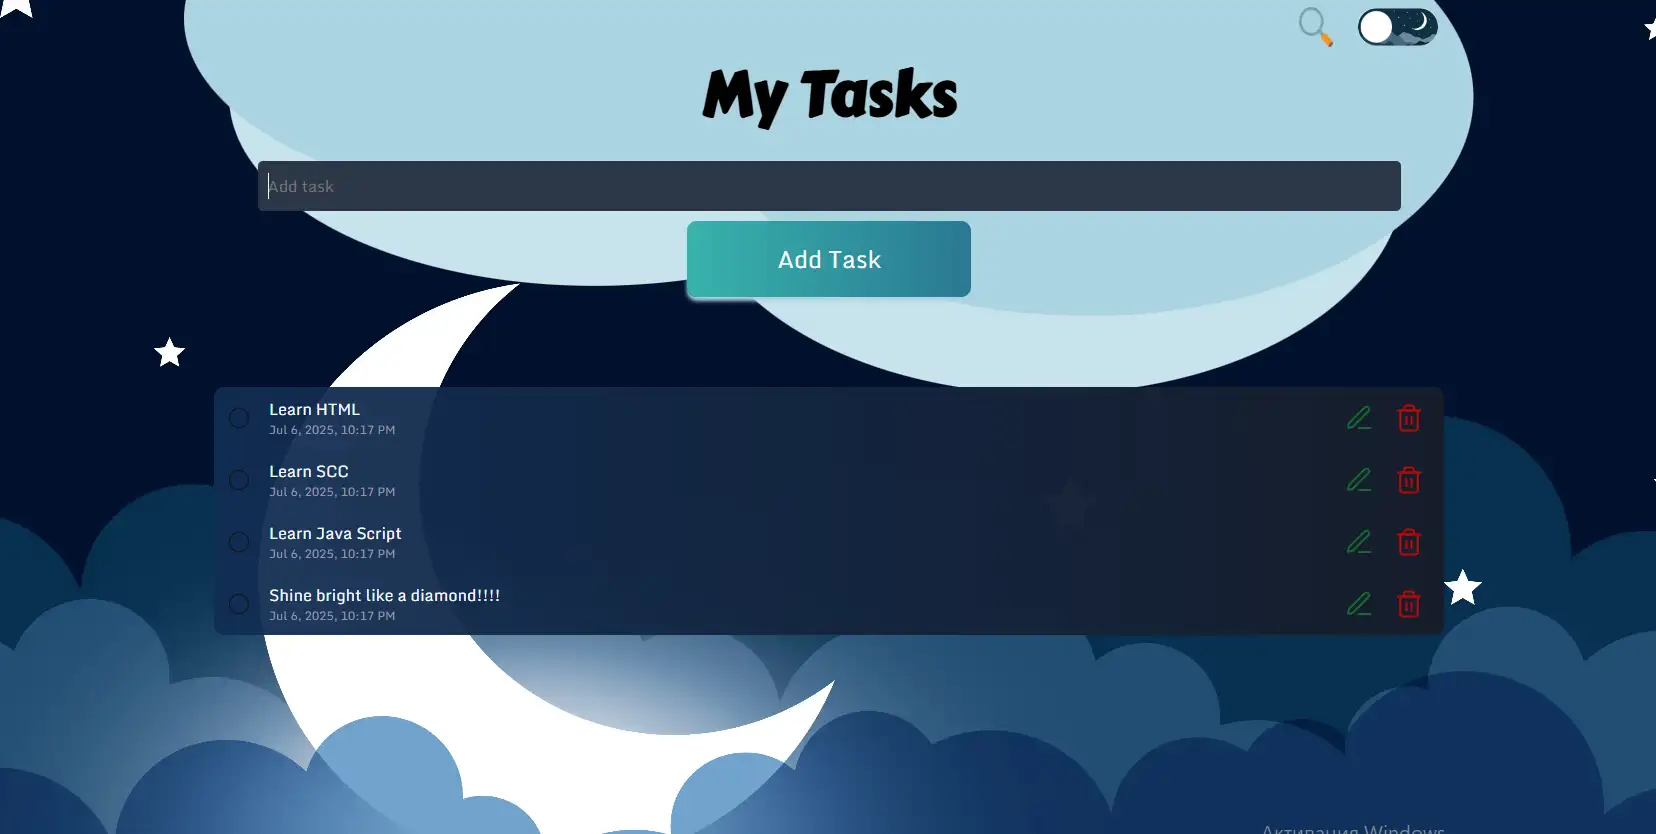 My Tasks
Add task
Add Task
Learn HTML
Jul 6, 2025, 10:17 PM
Learn SCC
Jul 6, 2025, 10:17 PM
Learn Java Script
Jul 6, 2025, 10:17 PM
Shine bright like a diamond!!!!
Jul 6, 2025, 10:17 PM
Активация Windows